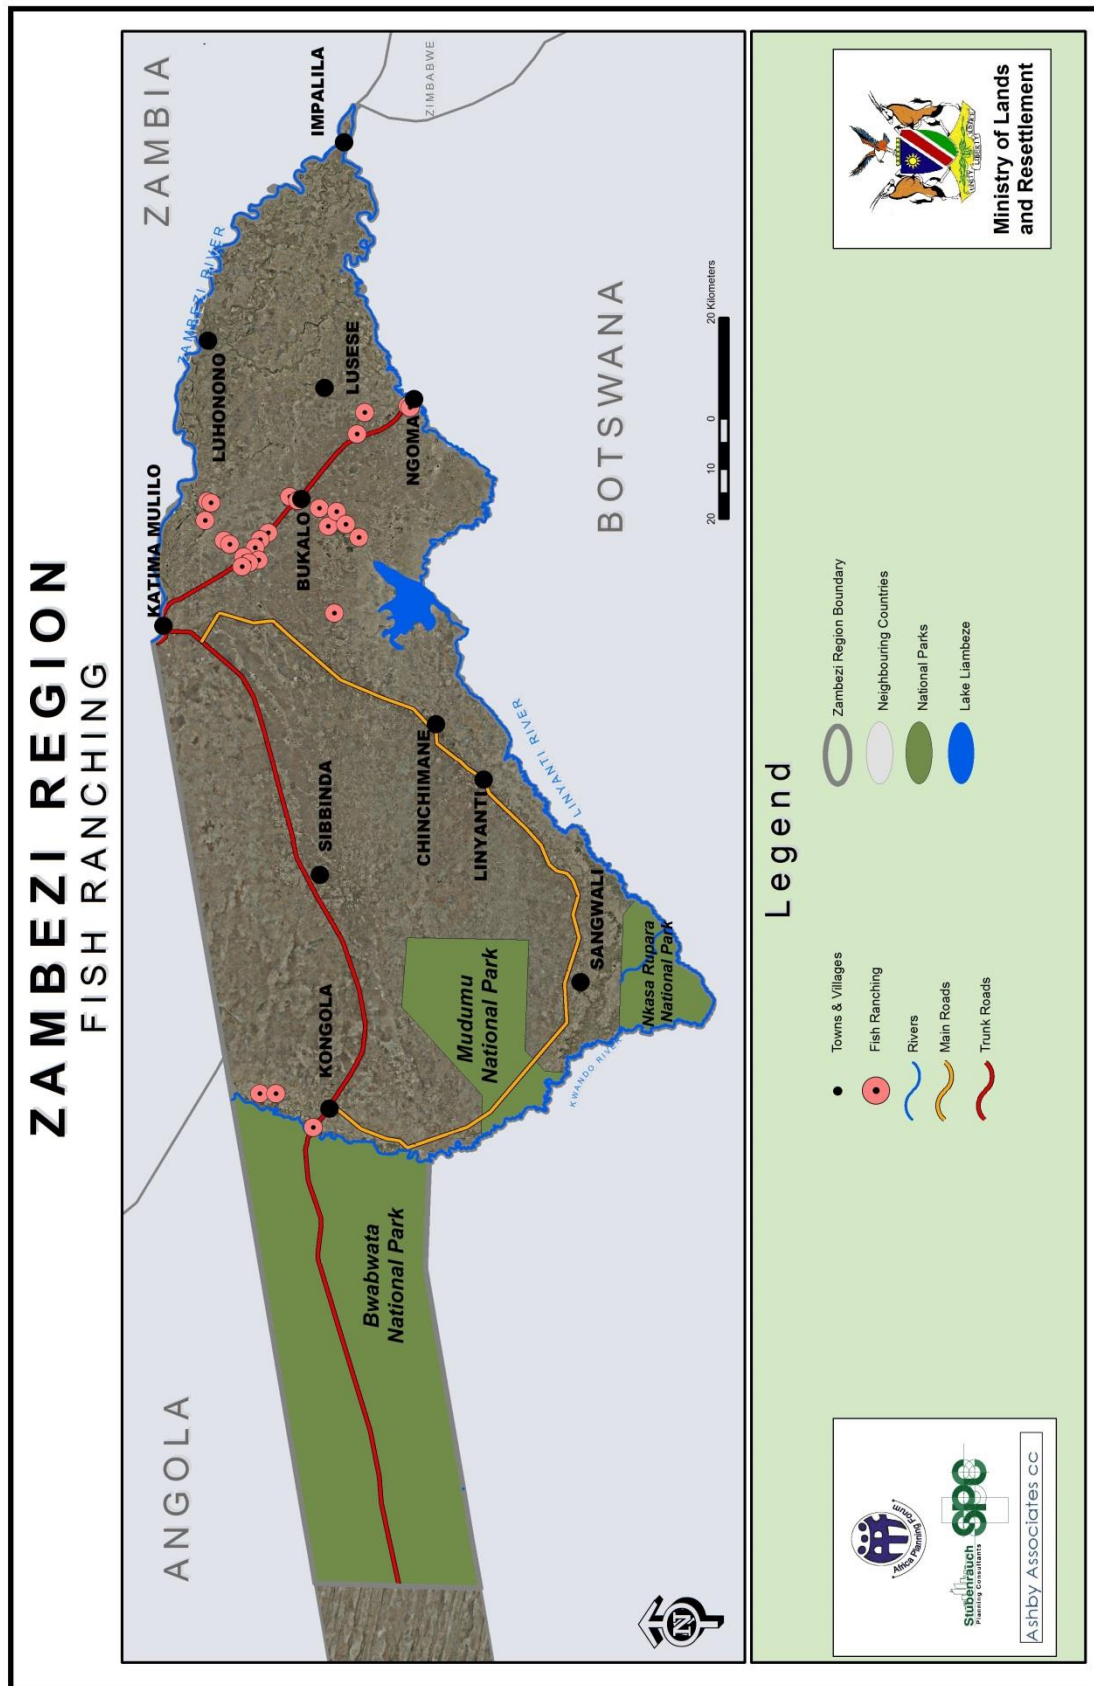 ZAMBEZI REGION
FISH RANCHING
ANGOLA
ZAMBIA
ZIMBABWE
BOTSWANA
KATIMA MULILO
ZAMBEZI RIVER
IMPALILA
LUHONONO
LUSESE
BUKALO
NGOMA
KONGOLA
SIBBINDA
CHINCHIMANE
LINYANTI
LINYANTI RIVER
SANGWALI
KWANDO RIVER
Bwabwata
National Park
Mudumu
National Park
Nkasa Rupara
National Park
N
20 10 0 20 Kilometers
Legend
Towns & Villages
Fish Ranching
Rivers
Main Roads
Trunk Roads
Zambezi Region Boundary
Neighbouring Countries
National Parks
Lake Liambeze
Africa Planning Forum
Stubenrauch
Planning Consultants
SPC
Ashby Associates cc
UNITY LIBERTY JUSTICE
Ministry of Lands
and Resettlement